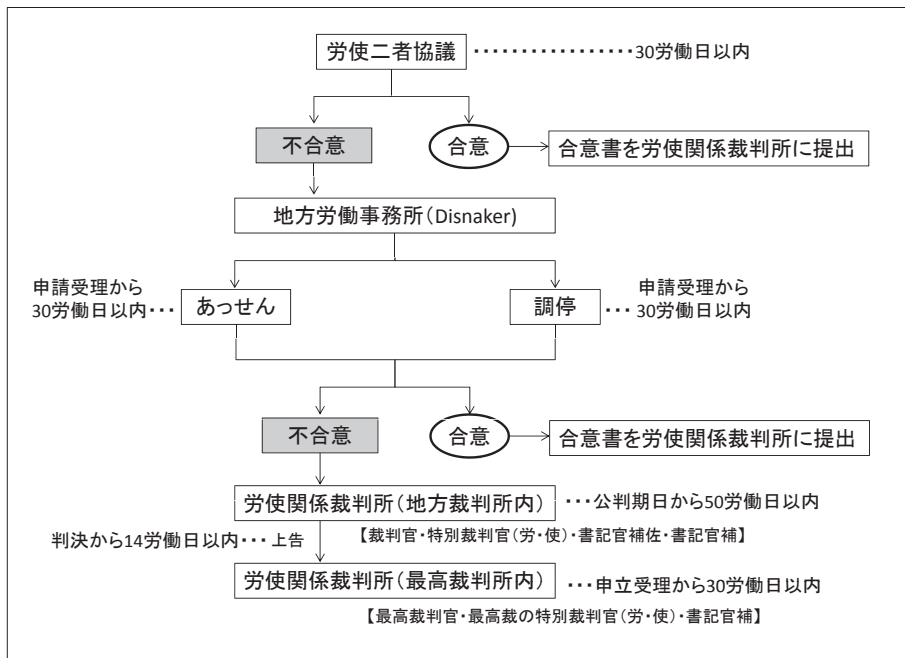 労使二者協議 ・・・・・・・・・・・・・・・・・・30労働日以内
不合意
合意
合意書を労使関係裁判所に提出
地方労働事務所(Disnaker)
申請受理から
30労働日以内・・・
あっせん
調停
申請受理から
・・・30労働日以内
不合意
合意
合意書を労使関係裁判所に提出
労使関係裁判所(地方裁判所内) ・・・公判期日から50労働日以内
【裁判官・特別裁判官(労・使)・書記官補佐・書記官補】
判決から14労働日以内・・・上告
労使関係裁判所(最高裁判所内) ・・・申立受理から30労働日以内
【最高裁判官・最高裁の特別裁判官(労・使)・書記官補】